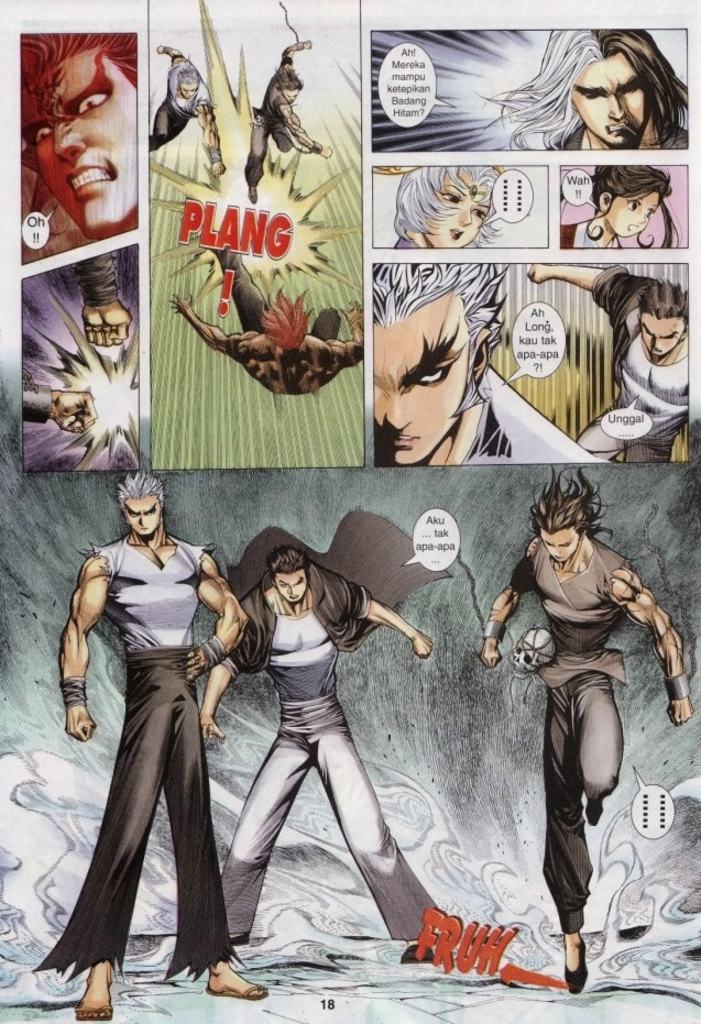 Oh
!!
PLANG
!
Ah!
Mereka
mampu
ketepikan
Badang
Hitam?
Wah
!!
Ah
Long,
kau tak
apa-apa
?!
Unggal
.....
Aku
... tak
apa-apa
...
FRUH
18